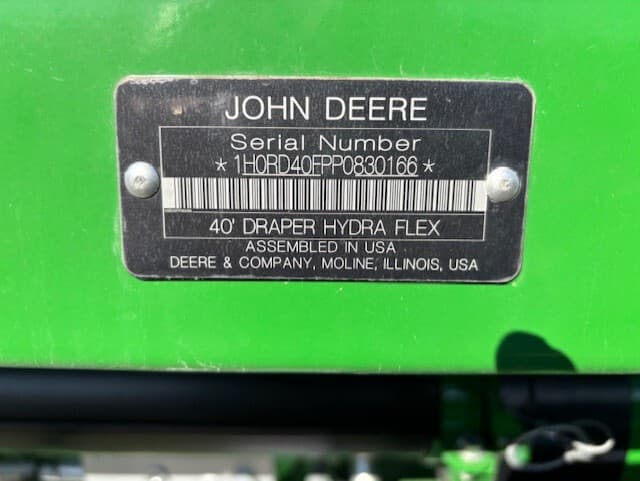 JOHN DEERE
Serial Number
*1H0RD40FPP0830166*
40' DRAPER HYDRA FLEX
ASSEMBLED IN USA
DEERE & COMPANY, MOLINE, ILLINOIS, USA